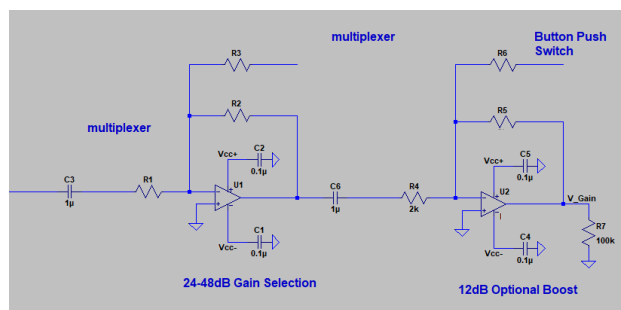 multiplexer
Button Push
Switch
R3
R6
R2
R5
multiplexer
C2
Vcc+
0.1µ
C5
Vcc+
0.1µ
C3
1µ
R1
U1
C6
1µ
R4
2k
U2
V_Gain
R7
100k
C1
Vcc-
0.1µ
C4
Vcc-
0.1µ
24-48dB Gain Selection
12dB Optional Boost